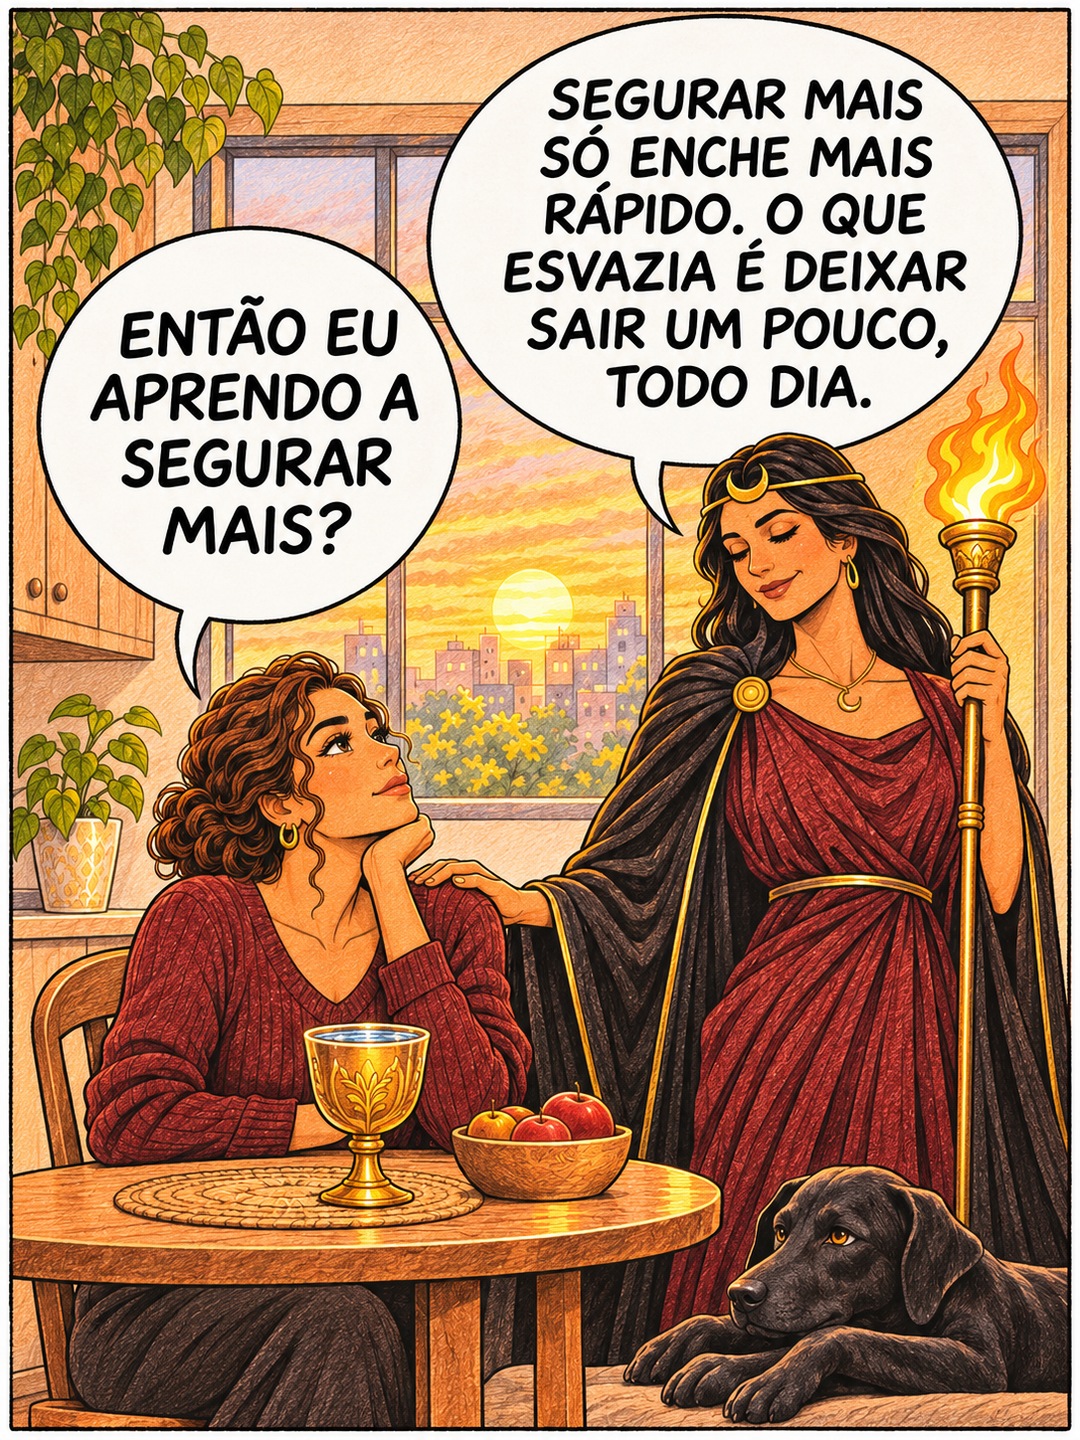 ENTÃO EU
APRENDO A
SEGURAR
MAIS?
SEGURAR MAIS
SÓ ENCHE MAIS
RÁPIDO. O QUE
ESVAZIA É DEIXAR
SAIR UM POUCO,
TODO DIA.